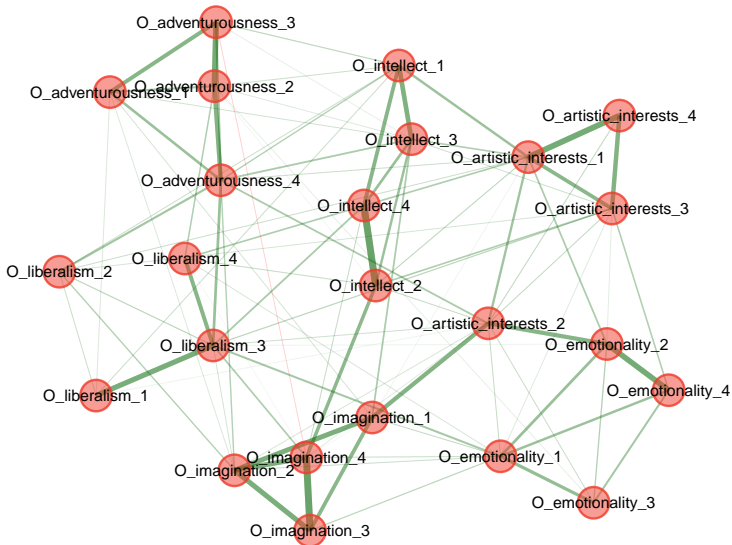 O_adventurousness_3
O_intellect_1
O_adventurousness_1
O_adventurousness_2
O_artistic_interests_4
O_intellect_3
O_artistic_interests_1
O_adventurousness_4
O_intellect_4
O_artistic_interests_3
O_liberalism_4
O_liberalism_2
O_intellect_2
O_artistic_interests_2
O_liberalism_3
O_emotionality_2
O_emotionality_4
O_liberalism_1
O_imagination_1
O_imagination_4
O_emotionality_1
O_imagination_2
O_emotionality_3
O_imagination_3